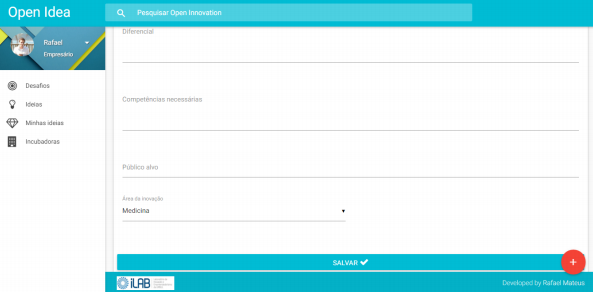 Open Idea
Pesquisar Open Innovation
Rafael
Empresário
Desafios
Ideias
Minhas ideias
Incubadoras
Diferencial
Competências necessárias
Público alvo
Área da inovação
Medicina
SALVAR
iLAB
Developed by Rafael Mateus